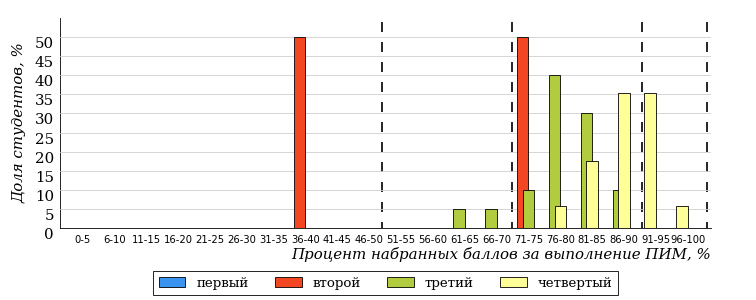 Доля студентов, %
50
45
40
35
30
25
20
15
10
5
0
0-5 6-10 11-15 16-20 21-25 26-30 31-35 36-40 41-45 46-50 51-55 56-60 61-65 66-70 71-75 76-80 81-85 86-90 91-95 96-100
Процент набранных баллов за выполнение ПИМ, %
первый второй третий четвертый